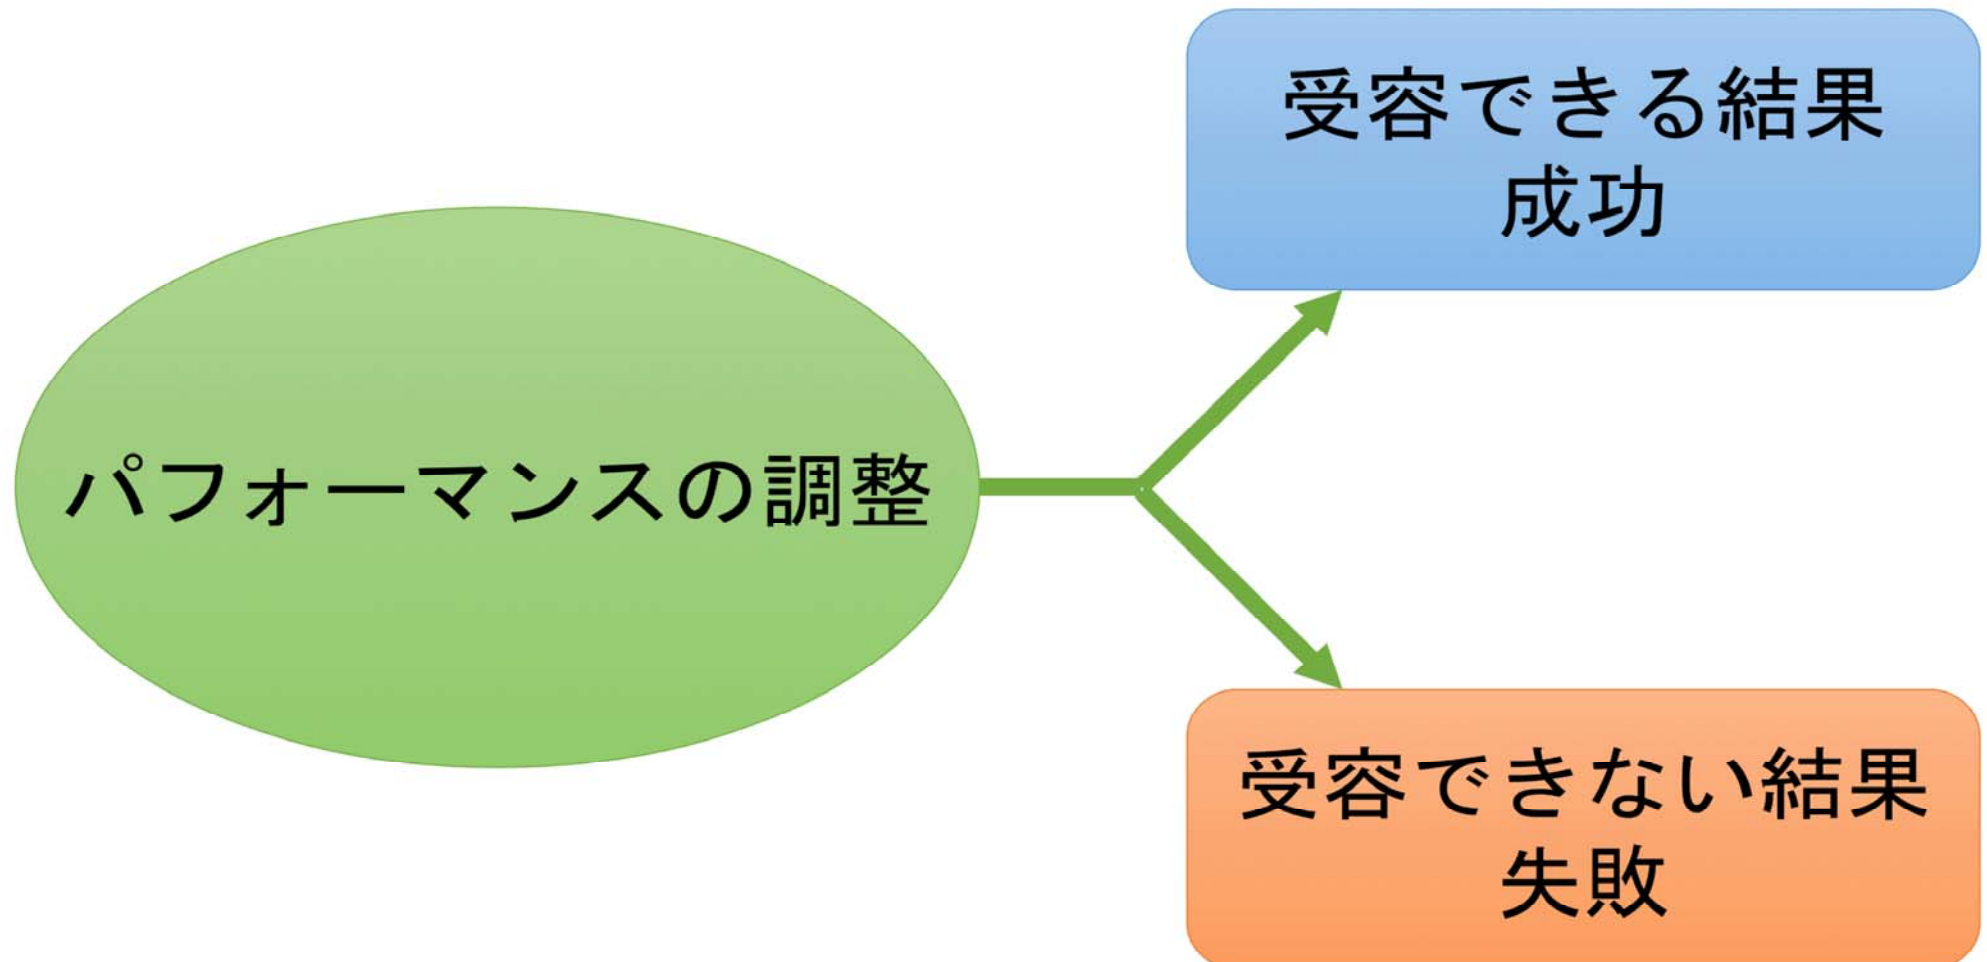 受容できる結果
成功
パフォーマンスの調整
受容できない結果
失敗